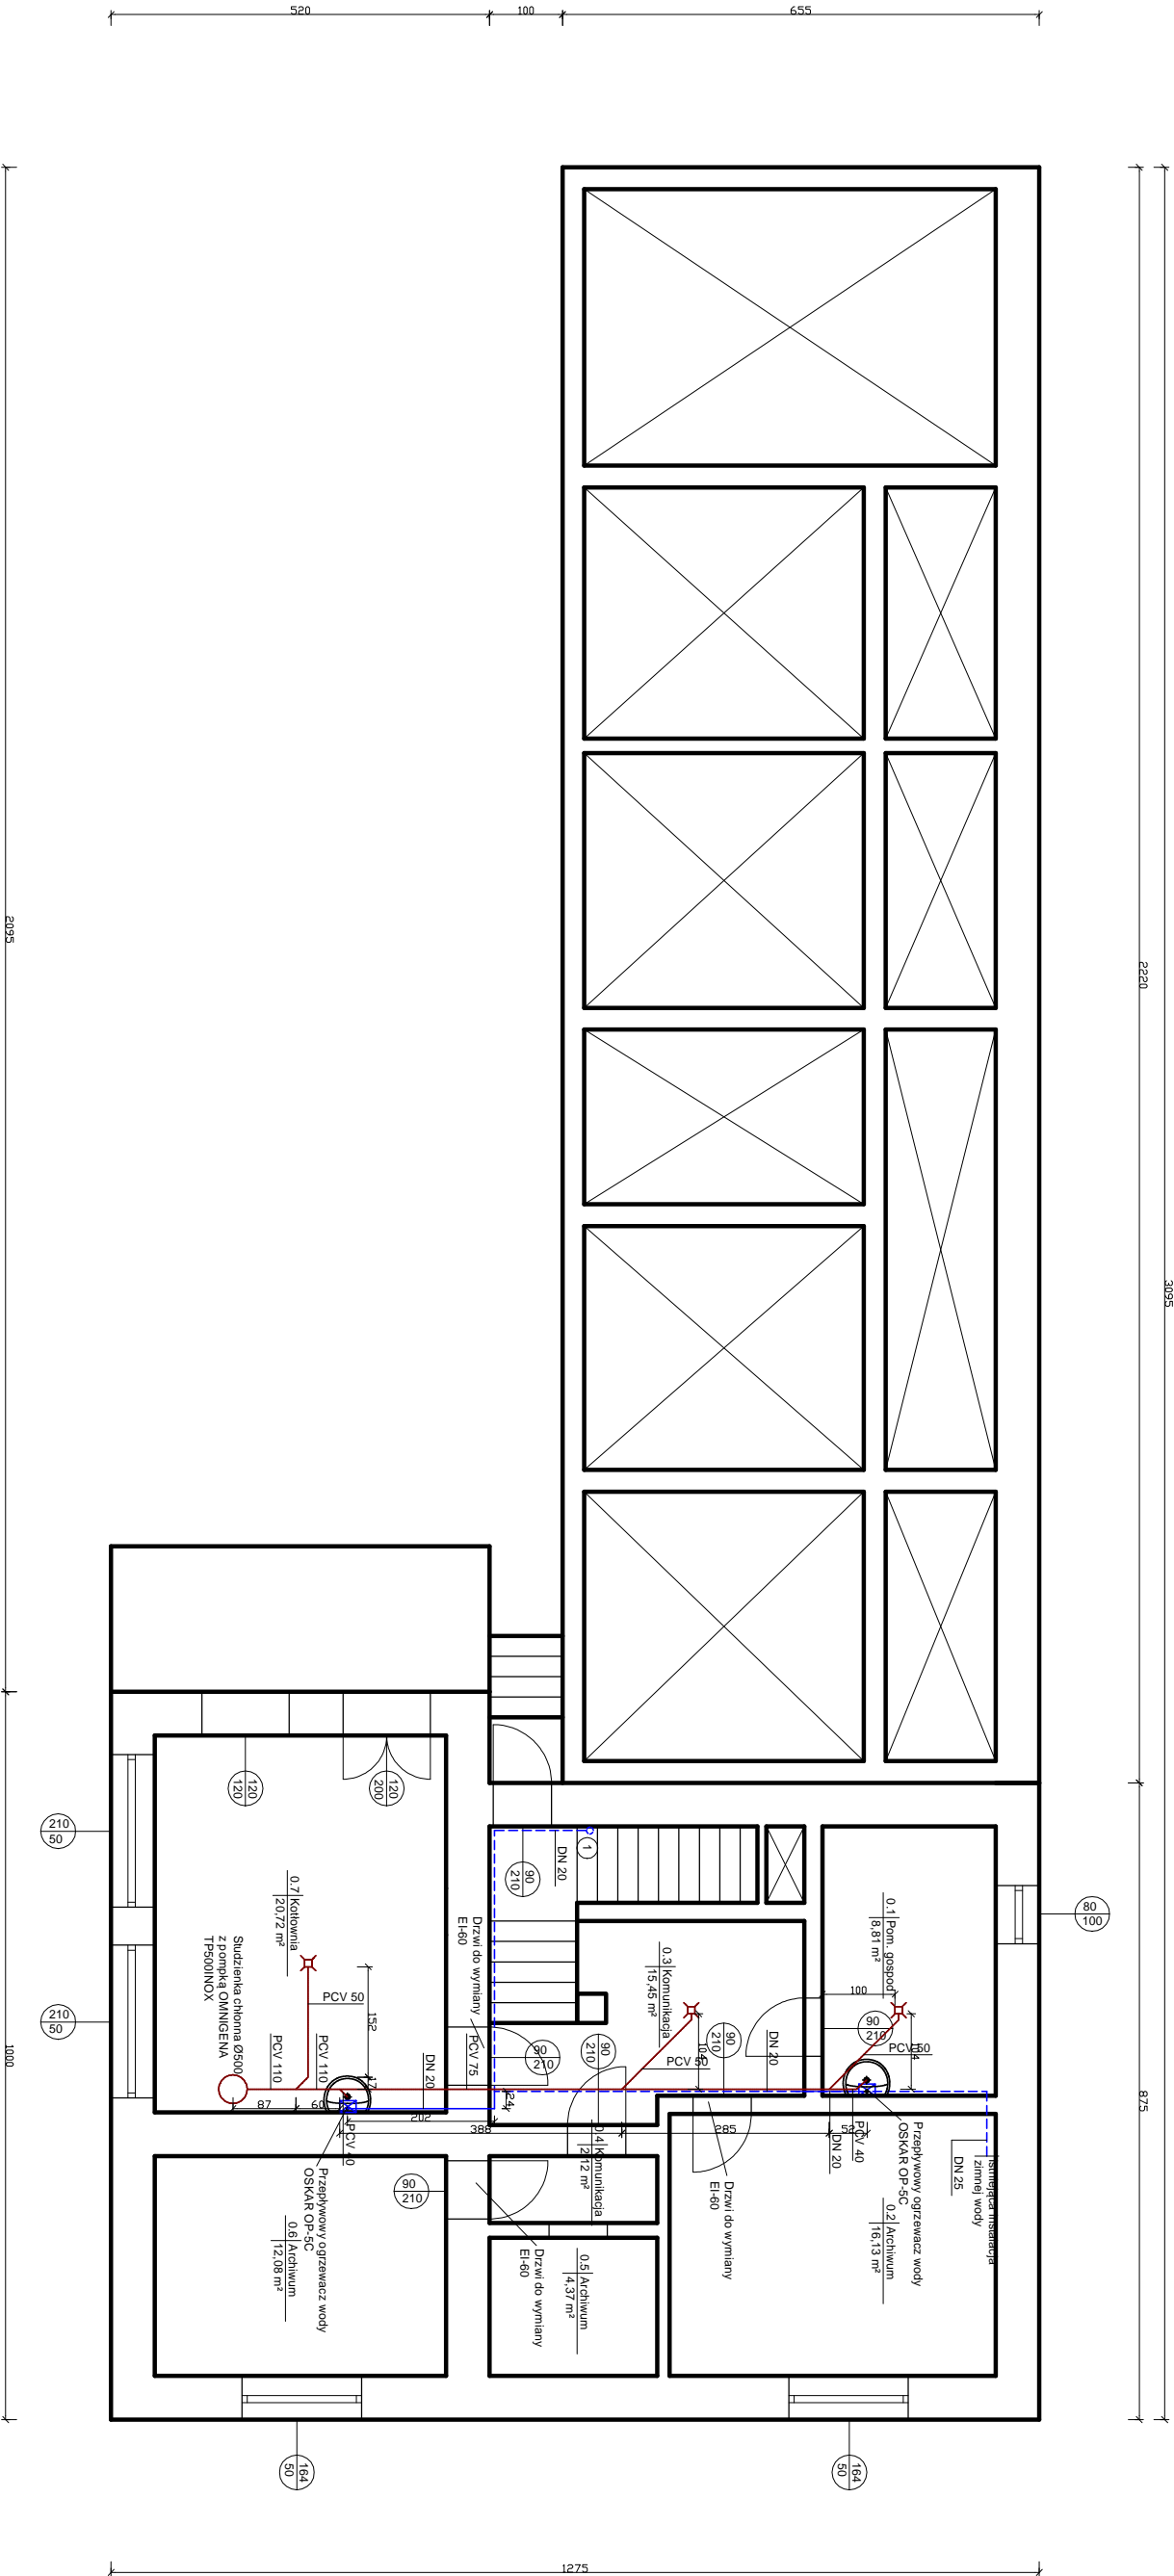 520
100
655
2095
2220
3095
1000
875
1275
210
50
210
50
80
100
164
50
164
50
120
120
120
200
0.7 Kotłownia
20,72 m²
Studzienka chłonna Ø500
z pompką OMNIGENA
TP500INOX
PCV 50
152
17
PCV 110
PCV 110
87
60
DN 20
PCV 75
PCV 40
202
388
24
285
52
Drzwi do wymiany
EI-60
90
210
DN 20
1
90
210
90
210
0.3 Komunikacja
15,45 m²
104
PCV 50
90
210
DN 20
0.1 Pom. gospod
8,81 m²
100
90
210
PCV 50
104
Przepływowy ogrzewacz wody
OSKAR OP-5C
PCV 40
DN 20
DN 25
Istniejąca instalacja
zimnej wody
0.2 Archiwum
16,13 m²
Drzwi do wymiany
EI-60
0.4 Komunikacja
2,12 m²
0.5 Archiwum
4,37 m²
Drzwi do wymiany
EI-60
90
210
Przepływowy ogrzewacz wody
OSKAR OP-5C
0.6 Archiwum
12,08 m²